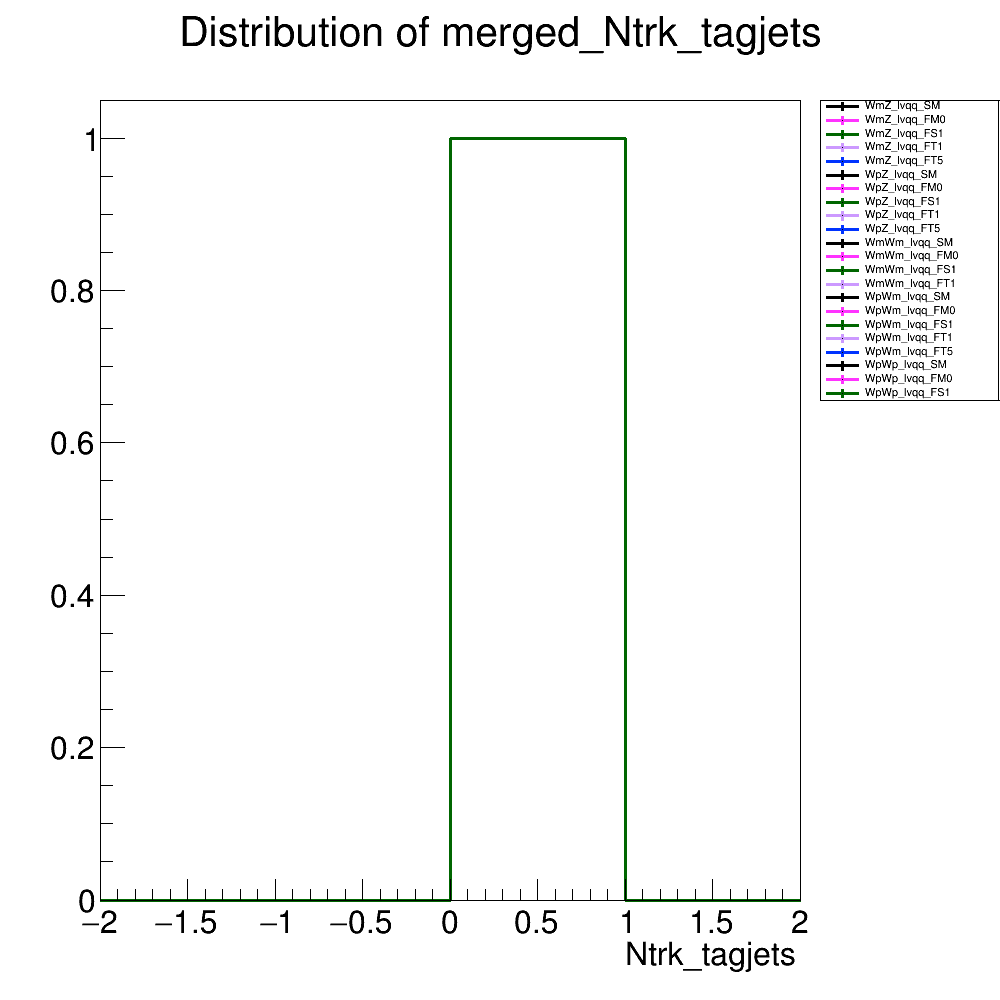 Distribution of merged_Ntrk_tagjets
WmZ_lvqq_SM
WmZ_lvqq_FM0
WmZ_lvqq_FS1
WmZ_lvqq_FT1
WmZ_lvqq_FT5
WpZ_lvqq_SM
WpZ_lvqq_FM0
WpZ_lvqq_FS1
WpZ_lvqq_FT1
WpZ_lvqq_FT5
WmWm_lvqq_SM
WmWm_lvqq_FM0
WmWm_lvqq_FS1
WmWm_lvqq_FT1
WpWm_lvqq_SM
WpWm_lvqq_FM0
WpWm_lvqq_FS1
WpWm_lvqq_FT1
WpWm_lvqq_FT5
WpWp_lvqq_SM
WpWp_lvqq_FM0
WpWp_lvqq_FS1
1
0.8
0.6
0.4
0.2
0
−2 −1.5 −1 −0.5 0 0.5 1 1.5 2
Ntrk_tagjets